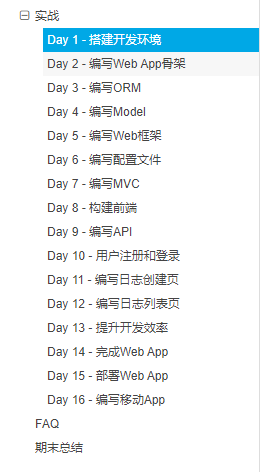 实战
Day 1 - 搭建开发环境
Day 2 - 编写Web App骨架
Day 3 - 编写ORM
Day 4 - 编写Model
Day 5 - 编写Web框架
Day 6 - 编写配置文件
Day 7 - 编写MVC
Day 8 - 构建前端
Day 9 - 编写API
Day 10 - 用户注册和登录
Day 11 - 编写日志创建页
Day 12 - 编写日志列表页
Day 13 - 提升开发效率
Day 14 - 完成Web App
Day 15 - 部署Web App
Day 16 - 编写移动App
FAQ
期末总结